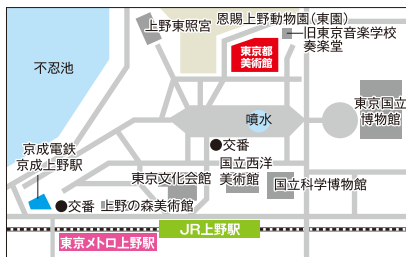 恩賜上野動物園（東園）
上野東照宮
旧東京音楽学校
奏楽堂
東京都
美術館
不忍池
東京国立
博物館
噴水
交番
京成電鉄
京成上野駅
国立西洋
美術館
東京文化会館
国立科学博物館
交番
上野の森美術館
JR上野駅
東京メトロ上野駅